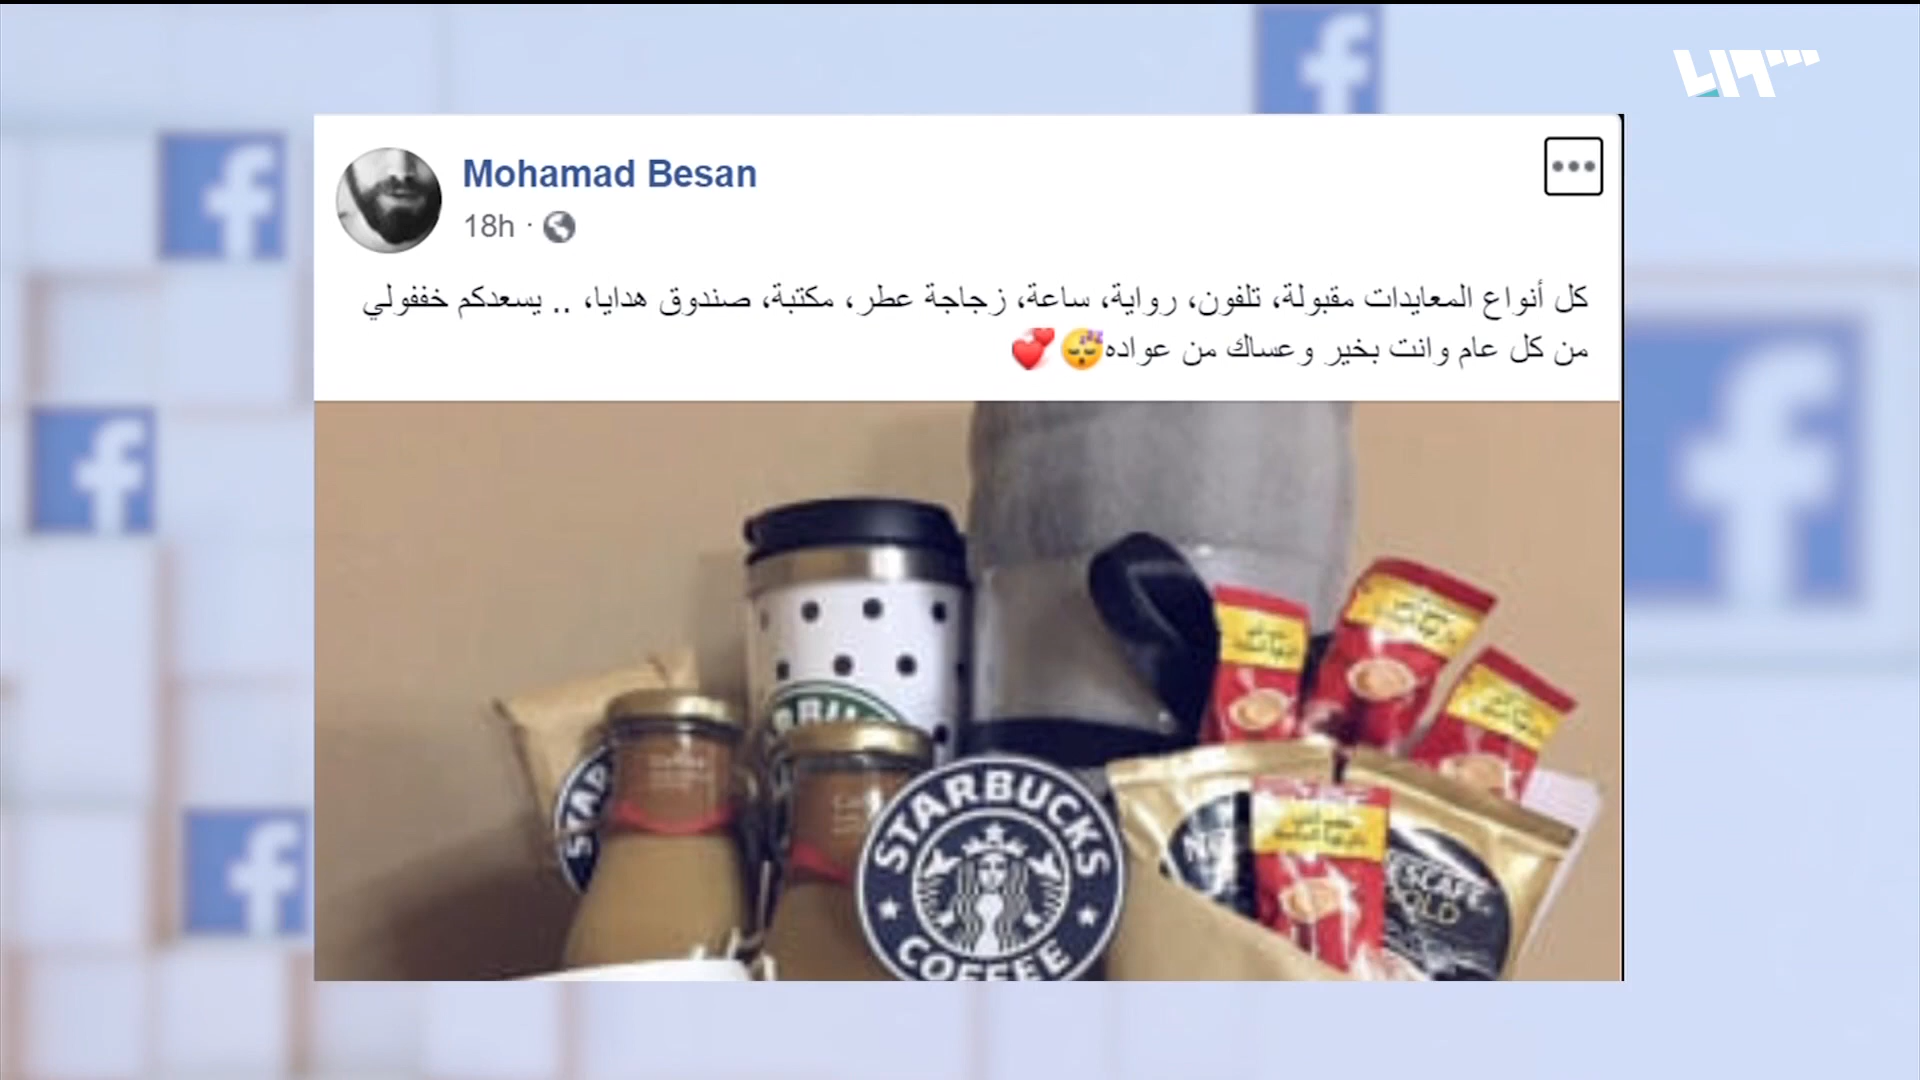 Mohamad Besan
18h ·
كل أنواع المعايدات مقبولة، تلفون، رواية، ساعة، زجاجة عطر، مكتبة، صندوق هدايا، .. يسعدكم خففولي
من كل عام وانت بخير وعساك من عواده😴💕
STARBUCKS
COFFEE